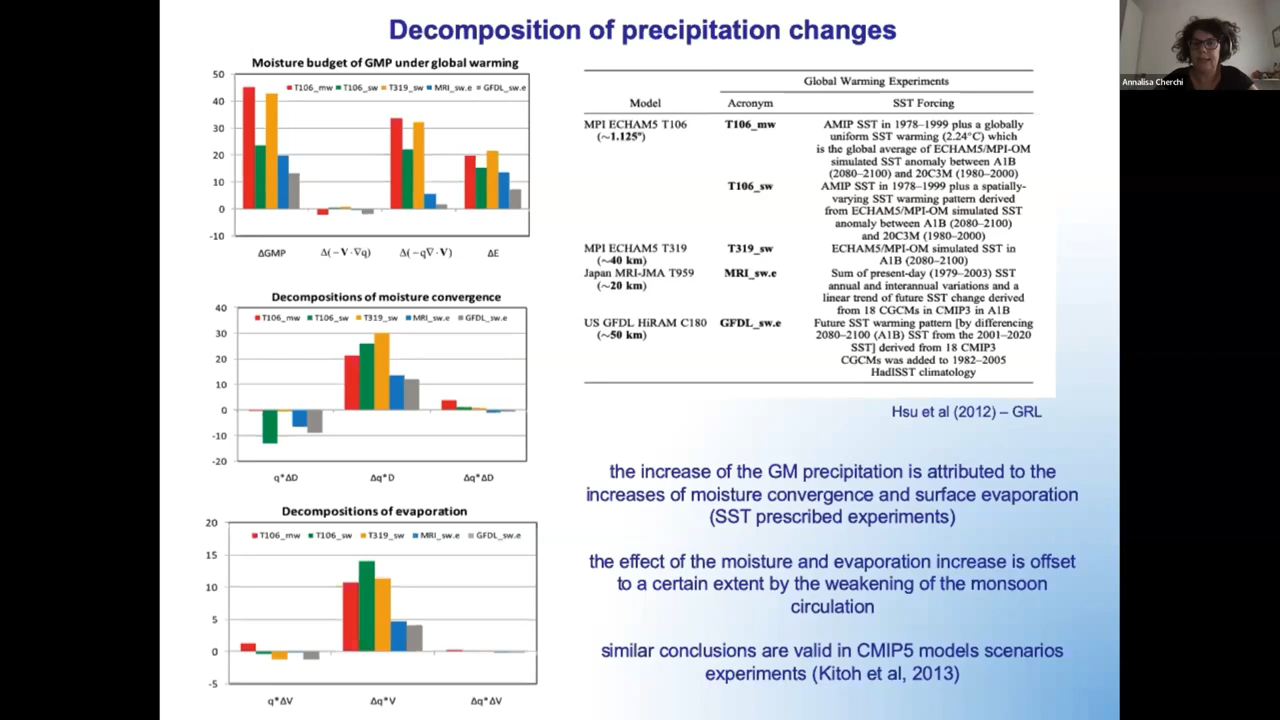 Decomposition of precipitation changes
Annalisa Cherchi
Moisture budget of GMP under global warming
T106_mw T106_sw T319_sw MRI_sw.e GFDL_sw.e
50
40
30
20
10
0
-10
ΔGMP Δ(−V·∇q) Δ(−q∇·V) ΔE
Decompositions of moisture convergence
T106_mw T106_sw T319_sw MRI_sw.e GFDL_sw.e
40
30
20
10
0
-10
-20
q*ΔD Δq*D Δq*ΔD
Decompositions of evaporation
T106_mw T106_sw T319_sw MRI_sw.e GFDL_sw.e
20
15
10
5
0
-5
q*ΔV Δq*V Δq*ΔV
Global Warming Experiments
Model Acronym SST Forcing
MPI ECHAM5 T106 T106_mw AMIP SST in 1978–1999 plus a globally
(~1.125°) uniform SST warming (2.24°C) which
is the global average of ECHAM5/MPI-OM
simulated SST anomaly between A1B
(2080–2100) and 20C3M (1980–2000)
T106_sw AMIP SST in 1978–1999 plus a spatially-
varying SST warming pattern derived
from ECHAM5/MPI-OM simulated SST
anomaly between A1B (2080–2100)
and 20C3M (1980–2000)
MPI ECHAM5 T319 T319_sw ECHAM5/MPI-OM simulated SST in
(~40 km) A1B (2080–2100)
Japan MRI-JMA T959 MRI_sw.e Sum of present-day (1979–2003) SST
(~20 km) annual and interannual variations and a
linear trend of future SST change derived
from 18 CGCMs in CMIP3 in A1B
US GFDL HiRAM C180 GFDL_sw.e Future SST warming pattern [by differencing
(~50 km) 2080–2100 (A1B) SST from the 2001–2020
SST] derived from 18 CMIP3
CGCMs was added to 1982–2005
HadISST climatology
Hsu et al (2012) – GRL
the increase of the GM precipitation is attributed to the
increases of moisture convergence and surface evaporation
(SST prescribed experiments)
the effect of the moisture and evaporation increase is offset
to a certain extent by the weakening of the monsoon
circulation
similar conclusions are valid in CMIP5 models scenarios
experiments (Kitoh et al, 2013)